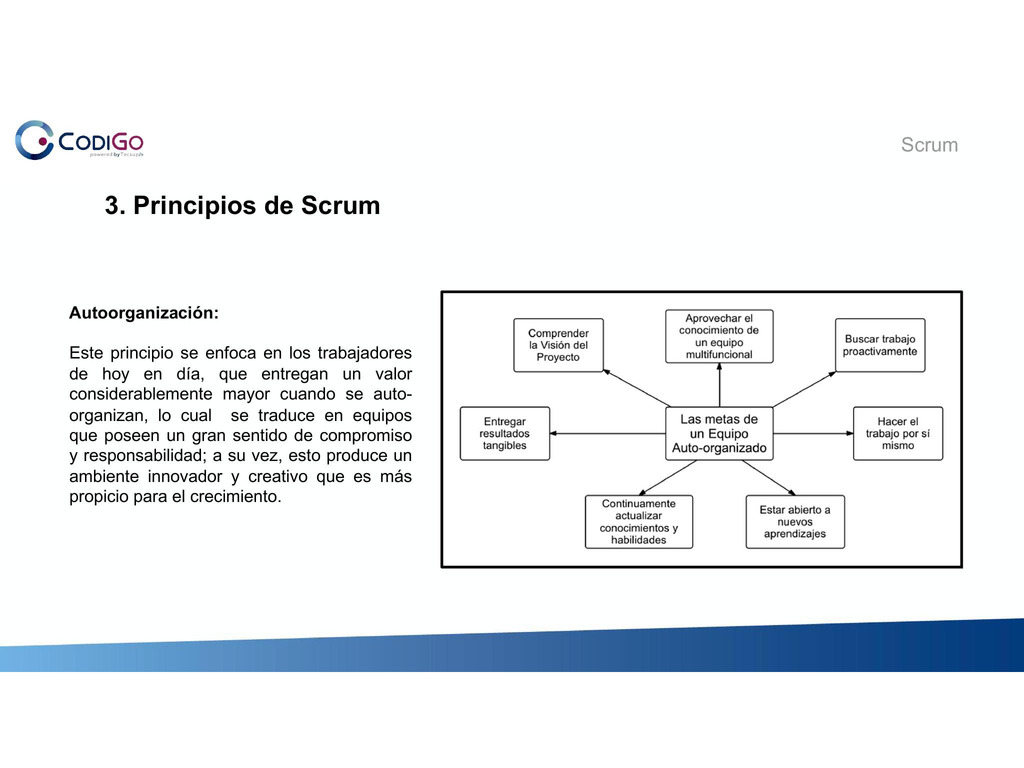 CODIGO
powered by Tecsup
Scrum
3. Principios de Scrum
Autoorganización:
Este principio se enfoca en los trabajadores
de hoy en día, que entregan un valor
considerablemente mayor cuando se auto-
organizan, lo cual se traduce en equipos
que poseen un gran sentido de compromiso
y responsabilidad; a su vez, esto produce un
ambiente innovador y creativo que es más
propicio para el crecimiento.
Comprender
la Visión del
Proyecto
Aprovechar el
conocimiento de
un equipo
multifuncional
Buscar trabajo
proactivamente
Entregar
resultados
tangibles
Las metas de
un Equipo
Auto-organizado
Hacer el
trabajo por sí
mismo
Continuamente
actualizar
conocimientos y
habilidades
Estar abierto a
nuevos
aprendizajes